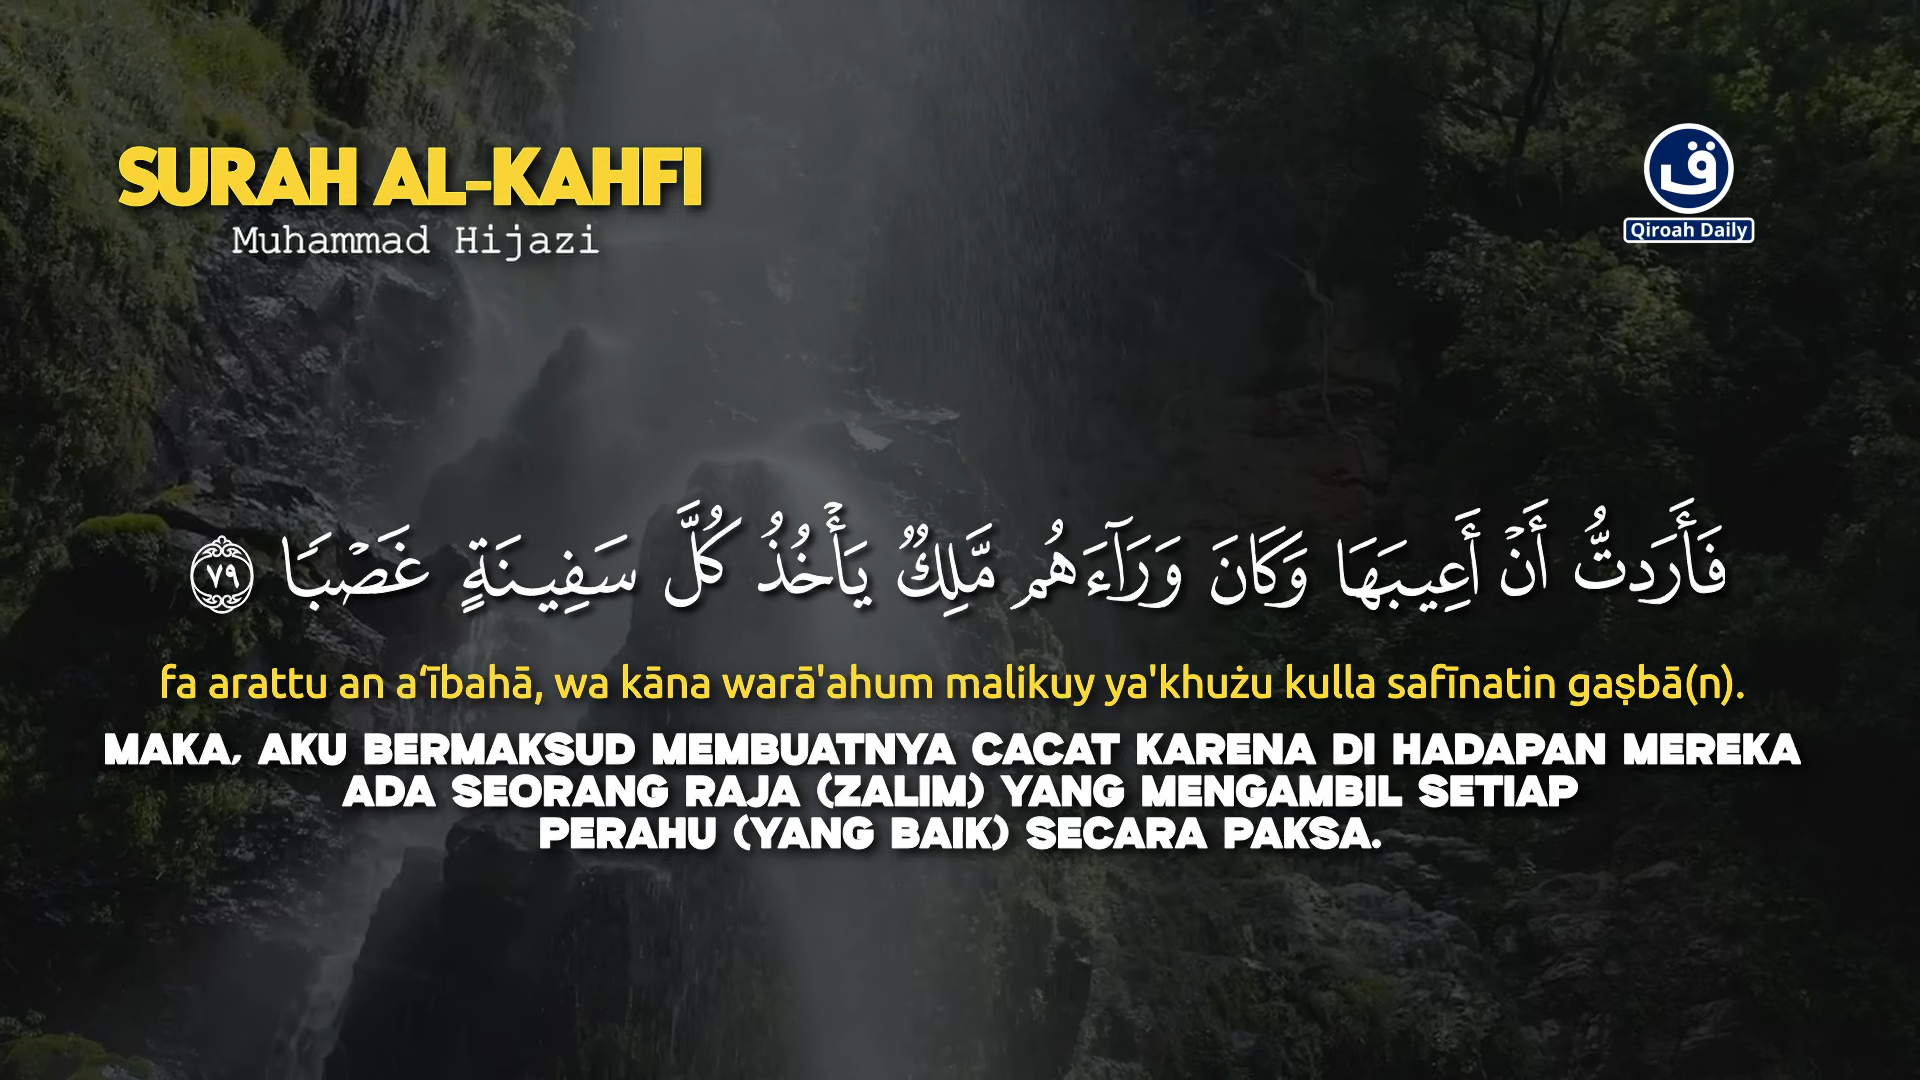 SURAH AL-KAHFI
Muhammad Hijazi
ق
Qiroah Daily
فَأَرَدتُّ أَنۡ أَعِيبَهَا وَكَانَ وَرَآءَهُم مَّلِكٞ يَأۡخُذُ كُلَّ سَفِينَةٍ غَصۡبٗا ٧٩
fa arattu an a‘ībahā, wa kāna warā'ahum malikuy ya'khużu kulla safīnatin gaṣbā(n).
MAKA, AKU BERMAKSUD MEMBUATNYA CACAT KARENA DI HADAPAN MEREKA
ADA SEORANG RAJA (ZALIM) YANG MENGAMBIL SETIAP
PERAHU (YANG BAIK) SECARA PAKSA.